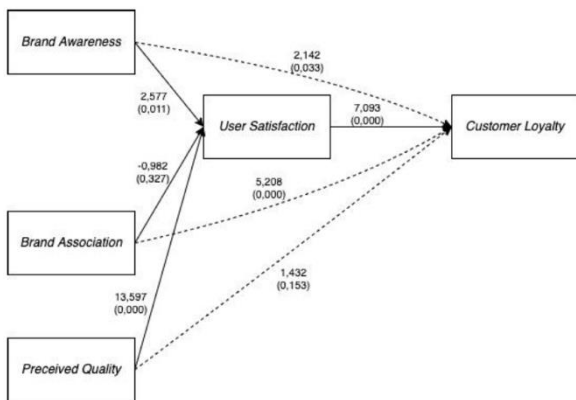 Brand Awareness
2,142
(0,033)
2,577
(0,011)
User Satisfaction
7,093
(0,000)
Customer Loyalty
-0,982
(0,327)
5,208
(0,000)
Brand Association
1,432
(0,153)
13,597
(0,000)
Preceived Quality